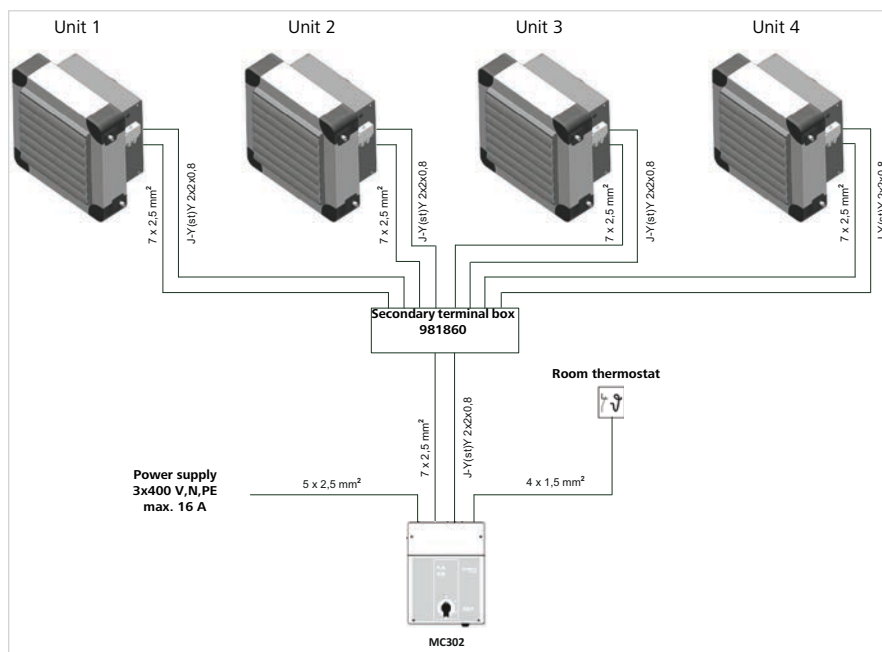 Unit 1
Unit 2
Unit 3
Unit 4
7 x 2,5 mm²
J-Y(st)Y 2x2x0,8
7 x 2,5 mm²
J-Y(st)Y 2x2x0,8
7 x 2,5 mm²
J-Y(st)Y 2x2x0,8
7 x 2,5 mm²
J-Y(st)Y 2x2x0,8
Secondary terminal box
981860
Room thermostat
7 x 2,5 mm²
J-Y(st)Y 2x2x0,8
Power supply
3x400 V,N,PE
max. 16 A
5 x 2,5 mm²
4 x 1,5 mm²
MC302